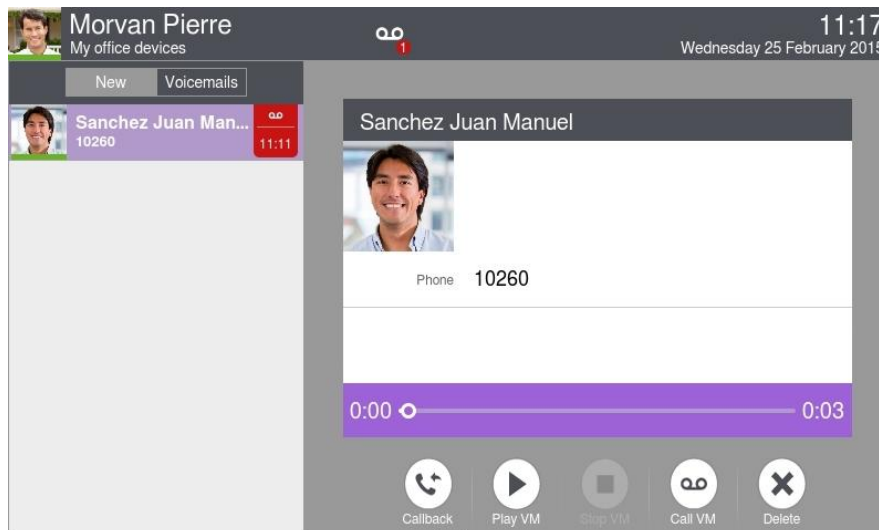 Morvan Pierre
My office devices
1
11:17
Wednesday 25 February 2015
New Voicemails
Sanchez Juan Man...
10260
11:11
Sanchez Juan Manuel
Phone 10260
0:00 0:03
Callback Play VM Stop VM Call VM Delete